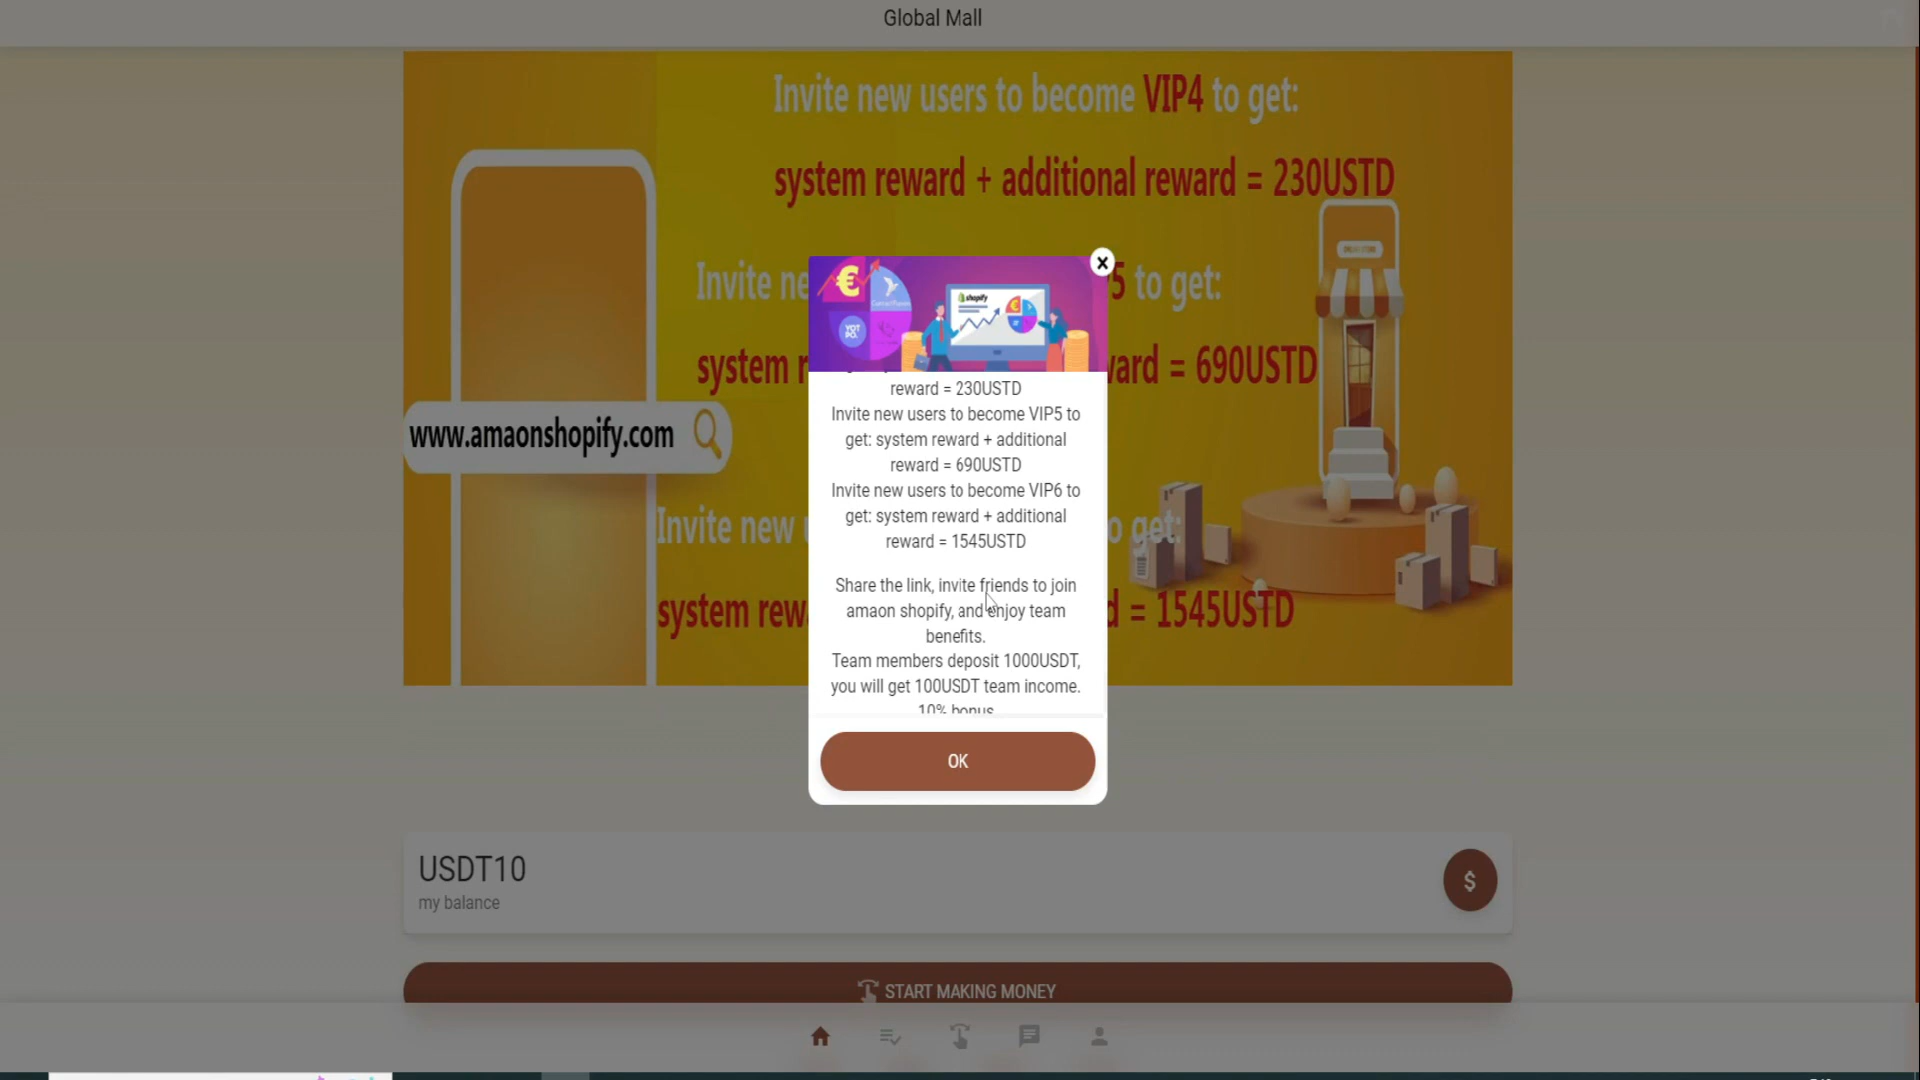 Global Mall
Invite new users to become VIP4 to get:
system reward + additional reward = 230USTD
Invite ne
5 to get:
system r
ward = 690USTD
www.amaonshopify.com
Invite new
o get:
system rew
d = 1545USTD
shopify
YOT
PO.
reward = 230USTD
Invite new users to become VIP5 to
get: system reward + additional
reward = 690USTD
Invite new users to become VIP6 to
get: system reward + additional
reward = 1545USTD
Share the link, invite friends to join
amaon shopify, and enjoy team
benefits.
Team members deposit 1000USDT,
you will get 100USDT team income.
10% bonus
OK
USDT10
my balance
$
START MAKING MONEY